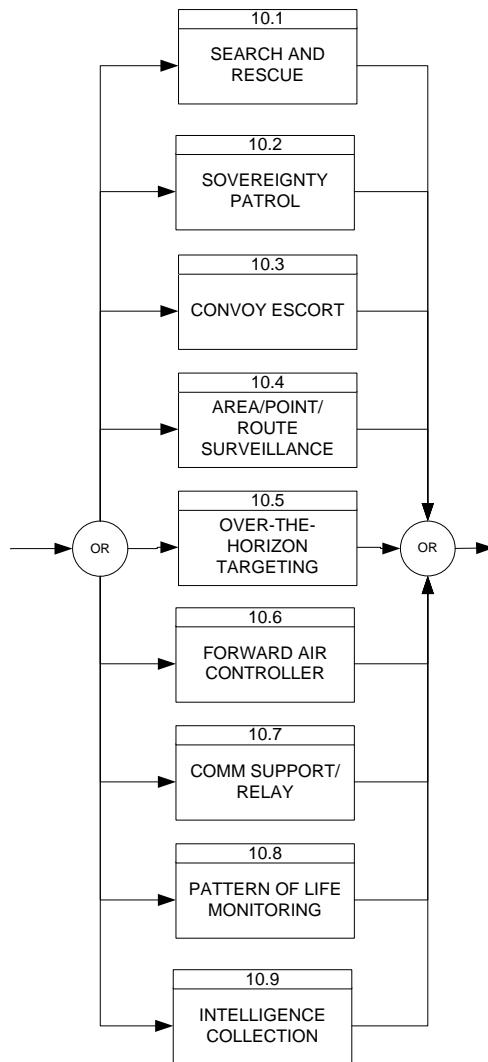 10.1
SEARCH AND
RESCUE
10.2
SOVEREIGNTY
PATROL
10.3
CONVOY ESCORT
10.4
AREA/POINT/
ROUTE
SURVEILLANCE
10.5
OVER-THE-
HORIZON
TARGETING
OR
OR
10.6
FORWARD AIR
CONTROLLER
10.7
COMM SUPPORT/
RELAY
10.8
PATTERN OF LIFE
MONITORING
10.9
INTELLIGENCE
COLLECTION